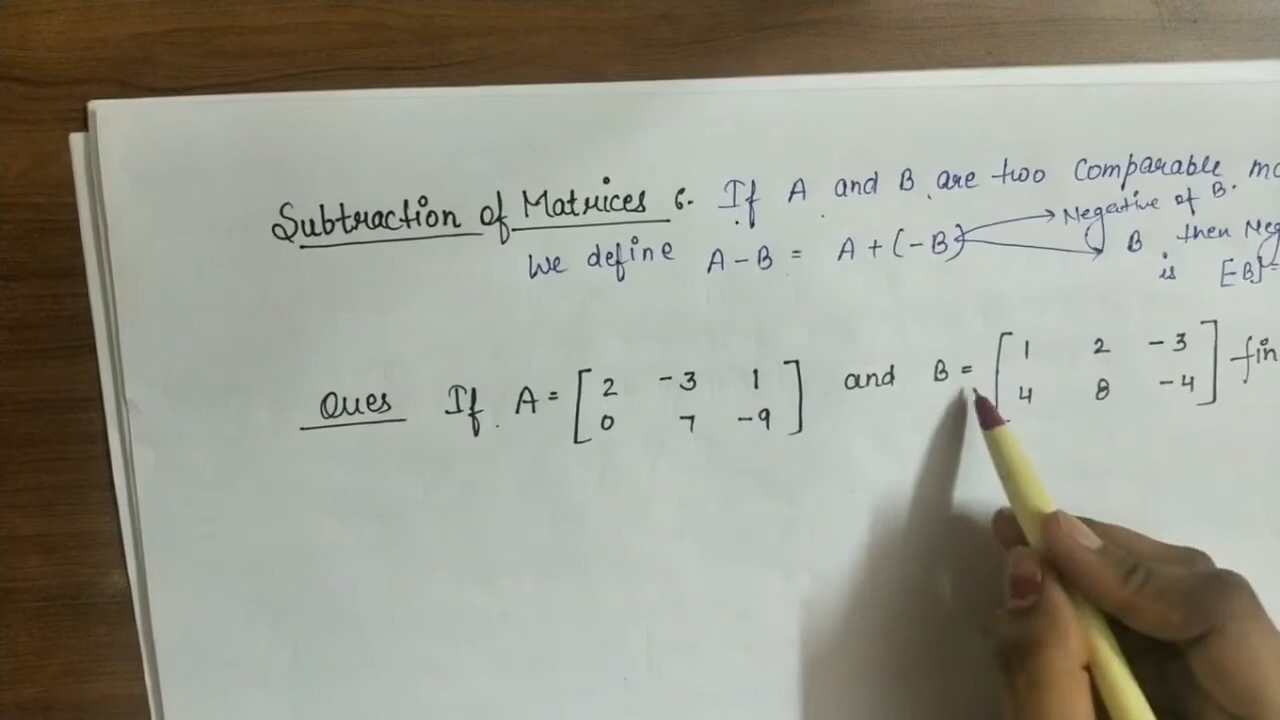 Subtraction of Matrices :- If A and B are two Comparable
Negative of B.
we define A - B = A + (-B) B then
is [-B]
Ques If A = [ 2 -3 1 and B = [ 1 2 -3 ]
0 7 -9 ] 4 8 -4